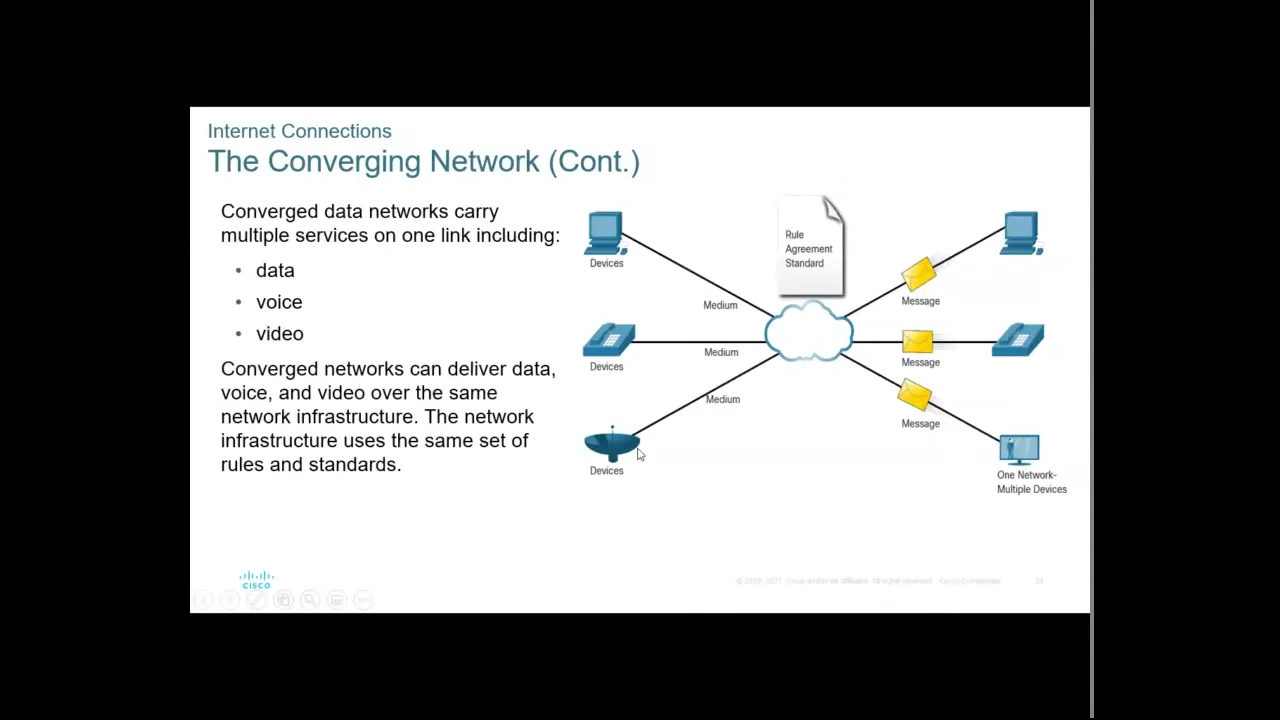 Internet Connections
The Converging Network (Cont.)
Converged data networks carry
multiple services on one link including:
• data
• voice
• video
Converged networks can deliver data,
voice, and video over the same
network infrastructure. The network
infrastructure uses the same set of
rules and standards.
Rule
Agreement
Standard
Devices
Medium
Message
Devices
Medium
Message
Devices
Medium
Message
One Network-
Multiple Devices
CISCO
24